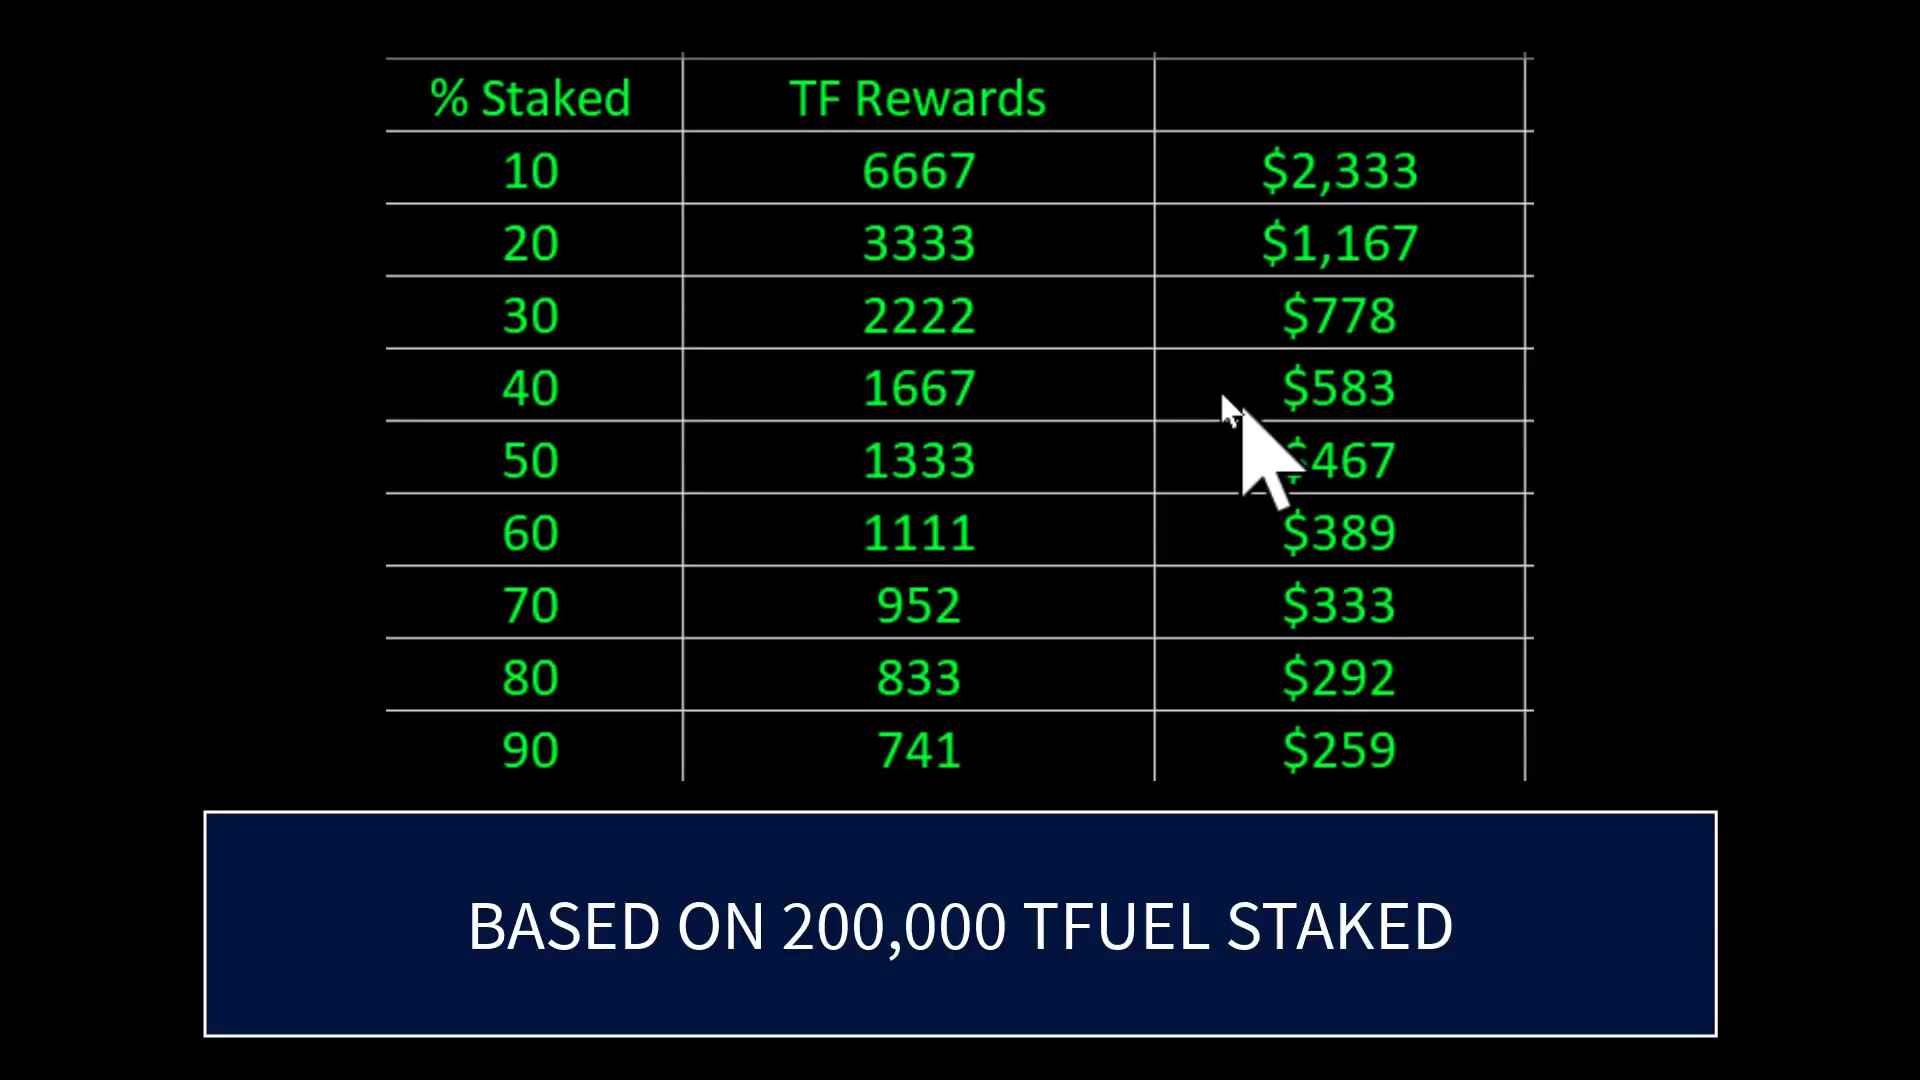 % Staked TF Rewards
10 6667 $2,333
20 3333 $1,167
30 2222 $778
40 1667 $583
50 1333 $467
60 1111 $389
70 952 $333
80 833 $292
90 741 $259
BASED ON 200,000 TFUEL STAKED